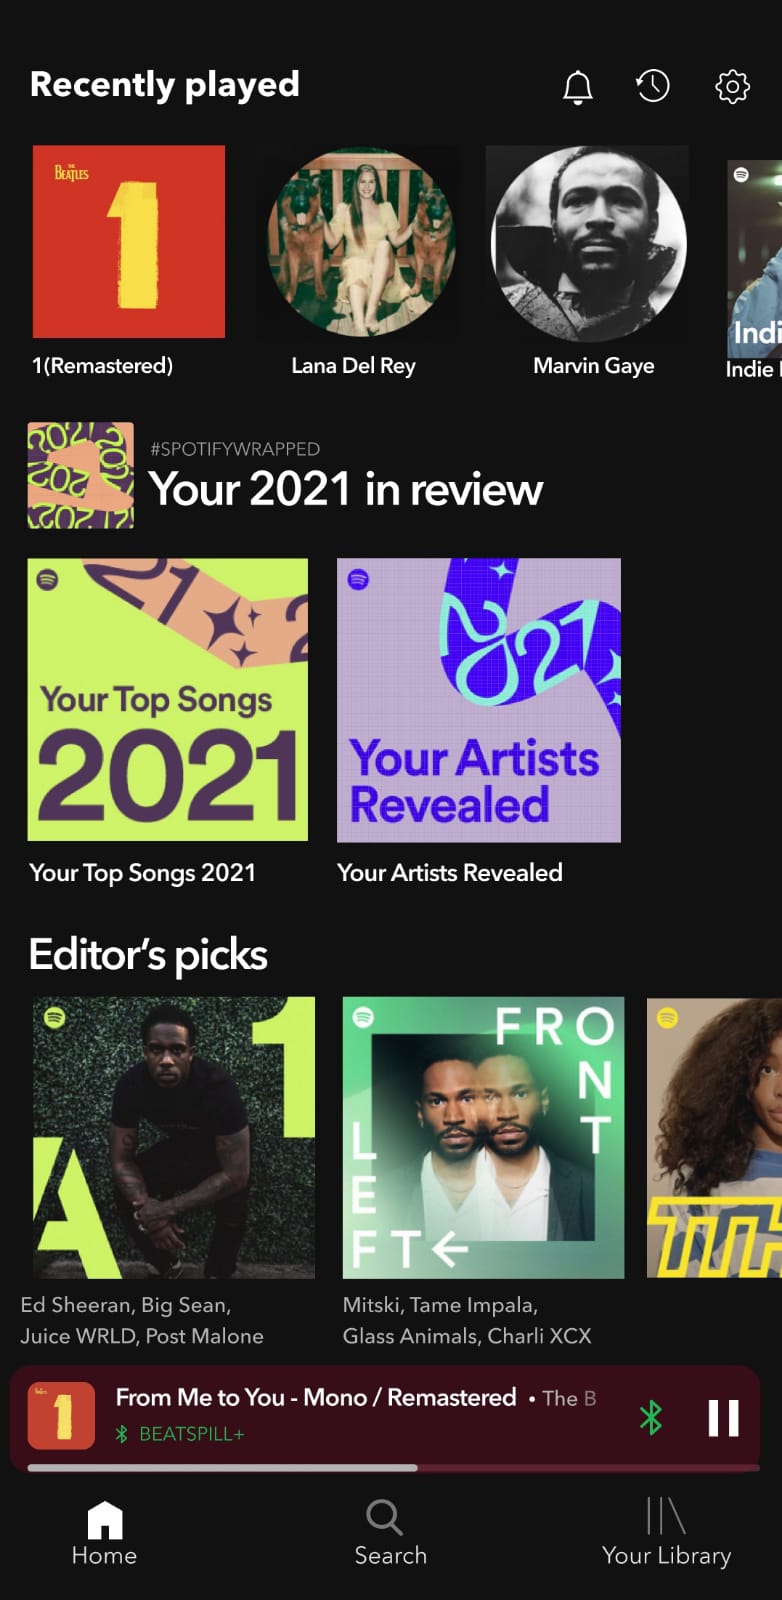 Recently played
THE
BEATLES
1
1(Remastered)
Lana Del Rey
Marvin Gaye
Indi
Indie
2021
#SPOTIFYWRAPPED
Your 2021 in review
21
Your Top Songs
2021
2021
Your Artists
Revealed
Your Top Songs 2021
Your Artists Revealed
Editor's picks
A1
FRONT
LEFT←
Ed Sheeran, Big Sean,
Juice WRLD, Post Malone
Mitski, Tame Impala,
Glass Animals, Charli XCX
1
From Me to You - Mono / Remastered • The B
BEATSPILL+
Home
Search
Your Library